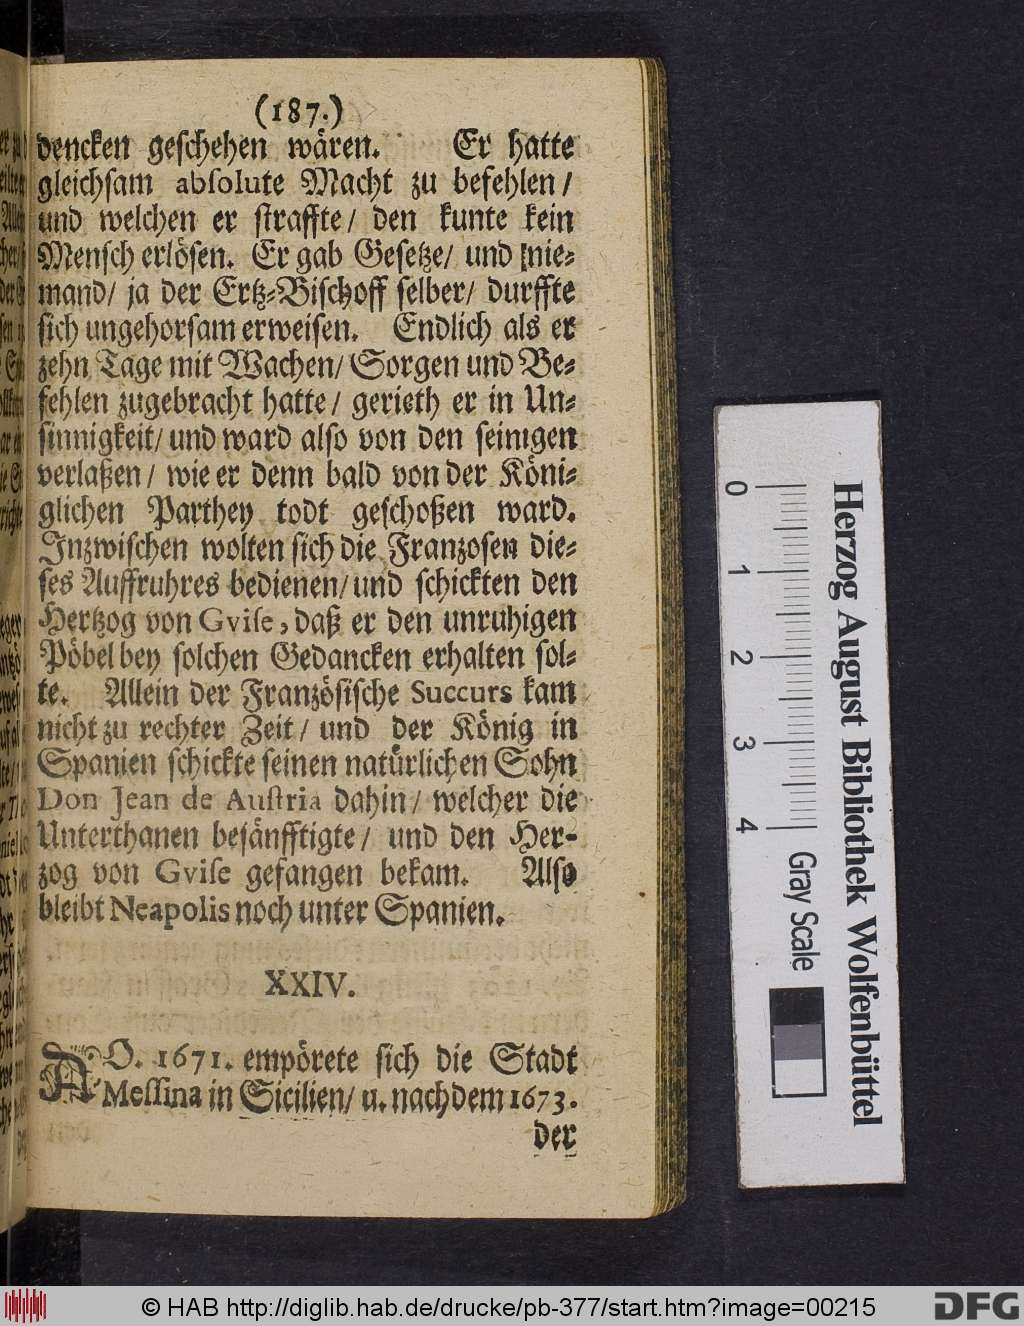 (187.)
dencken geschehen wären. Er hatte
gleichsam absolute Macht zu befehlen/
und welchen er straffte/ den kunte kein
Mensch erlösen. Er gab Gesetze/ und nie-
mand/ ja der Ertz-Bischoff selber/ durffte
sich ungehorsam erweisen. Endlich als er
zehn Tage mit Wachen/ Sorgen und Be-
fehlen zugebracht hatte/ gerieth er in Un-
sinnigkeit/ und ward also von den seinigen
verlaßen/ wie er denn bald von der Köni-
glichen Parthey todt geschoßen ward.
Inzwischen wolten sich die Franzosen die-
ses Auffruhres bedienen/ und schickten den
Hertzog von Gvise, daß er den unruhigen
Pöbel bey solchen Gedancken erhalten sol-
te. Allein der Französische Succurs kam
nicht zu rechter Zeit/ und der König in
Spanien schickte seinen natürlichen Sohn
Don Jean de Austria dahin/ welcher die
Unterthanen besänfftigte/ und den Her-
zog von Gvise gefangen bekam. Also
bleibt Neapolis noch unter Spanien.
XXIV.
AO. 1671. empörete sich die Stadt
Messina in Sicilien/ u. nachdem 1673.
der
Herzog August Bibliothek Wolfenbüttel
0 1 2 3 4 Gray Scale
© HAB http://diglib.hab.de/drucke/pb-377/start.htm?image=00215
DFG